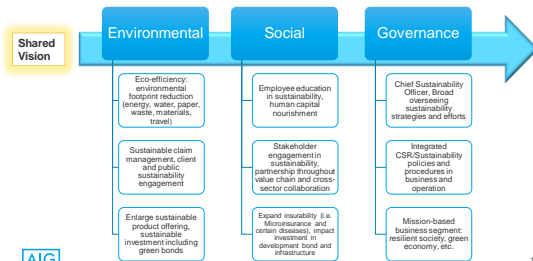 Shared
Vision
Environmental
Social
Governance
Eco-efficiency:
environmental
footprint reduction
(energy, water, paper,
waste, materials,
travel)
Sustainable claim
management, client
and public
sustainability
engagement
Enlarge sustainable
product offering,
sustainable
investment including
green bonds
Employee education
in sustainability,
human capital
nourishment
Stakeholder
engagement in
sustainability,
partnership throughout
value chain and cross-
sector collaboration
Expand insurability (i.e.
Microinsurance and
certain diseases), impact
investment in
development bond and
infrastructure
Chief Sustainability
Officer, Broad
overseeing
sustainability
strategies and efforts
Integrated
CSR/Sustainability
policies and
procedures in
business and
operation
Mission-based
business segment:
resilient society, green
economy, etc.
AIG